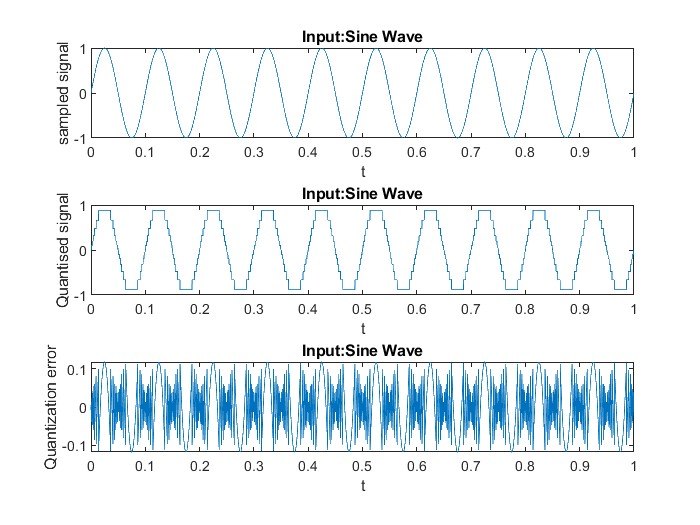 Input:Sine Wave
sampled signal
1
0
-1
0 0.1 0.2 0.3 0.4 0.5 0.6 0.7 0.8 0.9 1
t
Input:Sine Wave
Quantised signal
1
0
-1
0 0.1 0.2 0.3 0.4 0.5 0.6 0.7 0.8 0.9 1
t
Input:Sine Wave
Quantization error
0.1
0
-0.1
0 0.1 0.2 0.3 0.4 0.5 0.6 0.7 0.8 0.9 1
t